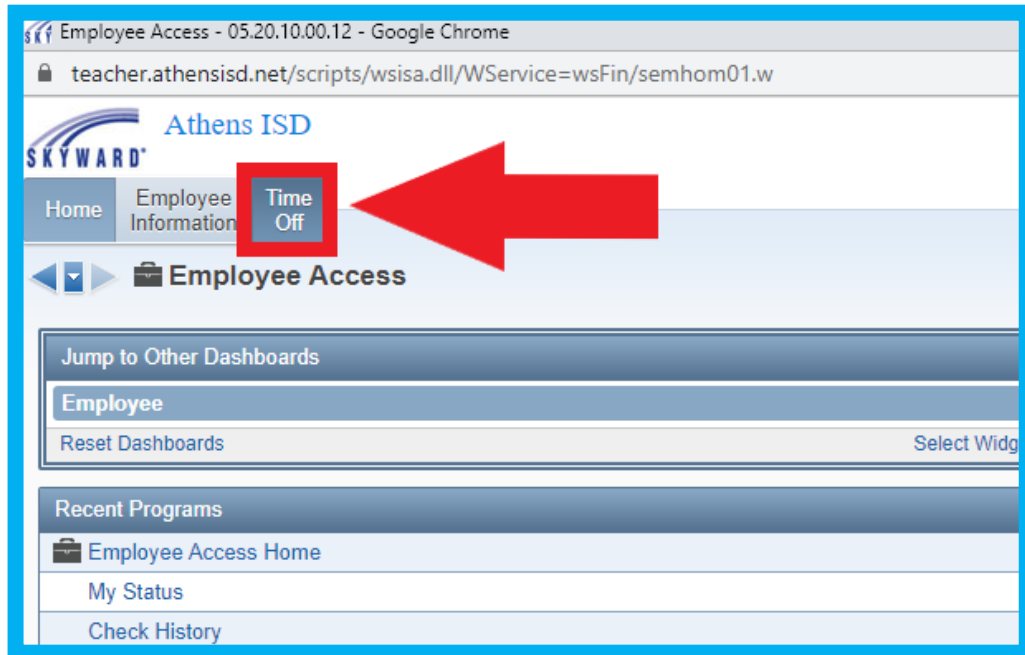 Employee Access - 05.20.10.00.12 - Google Chrome
teacher.athensisd.net/scripts/wsisa.dll/WService=wsFin/semhom01.w
Athens ISD
SKYWARD
Home
Employee
Information
Time
Off
Employee Access
Jump to Other Dashboards
Employee
Reset Dashboards
Select Widg
Recent Programs
Employee Access Home
My Status
Check History